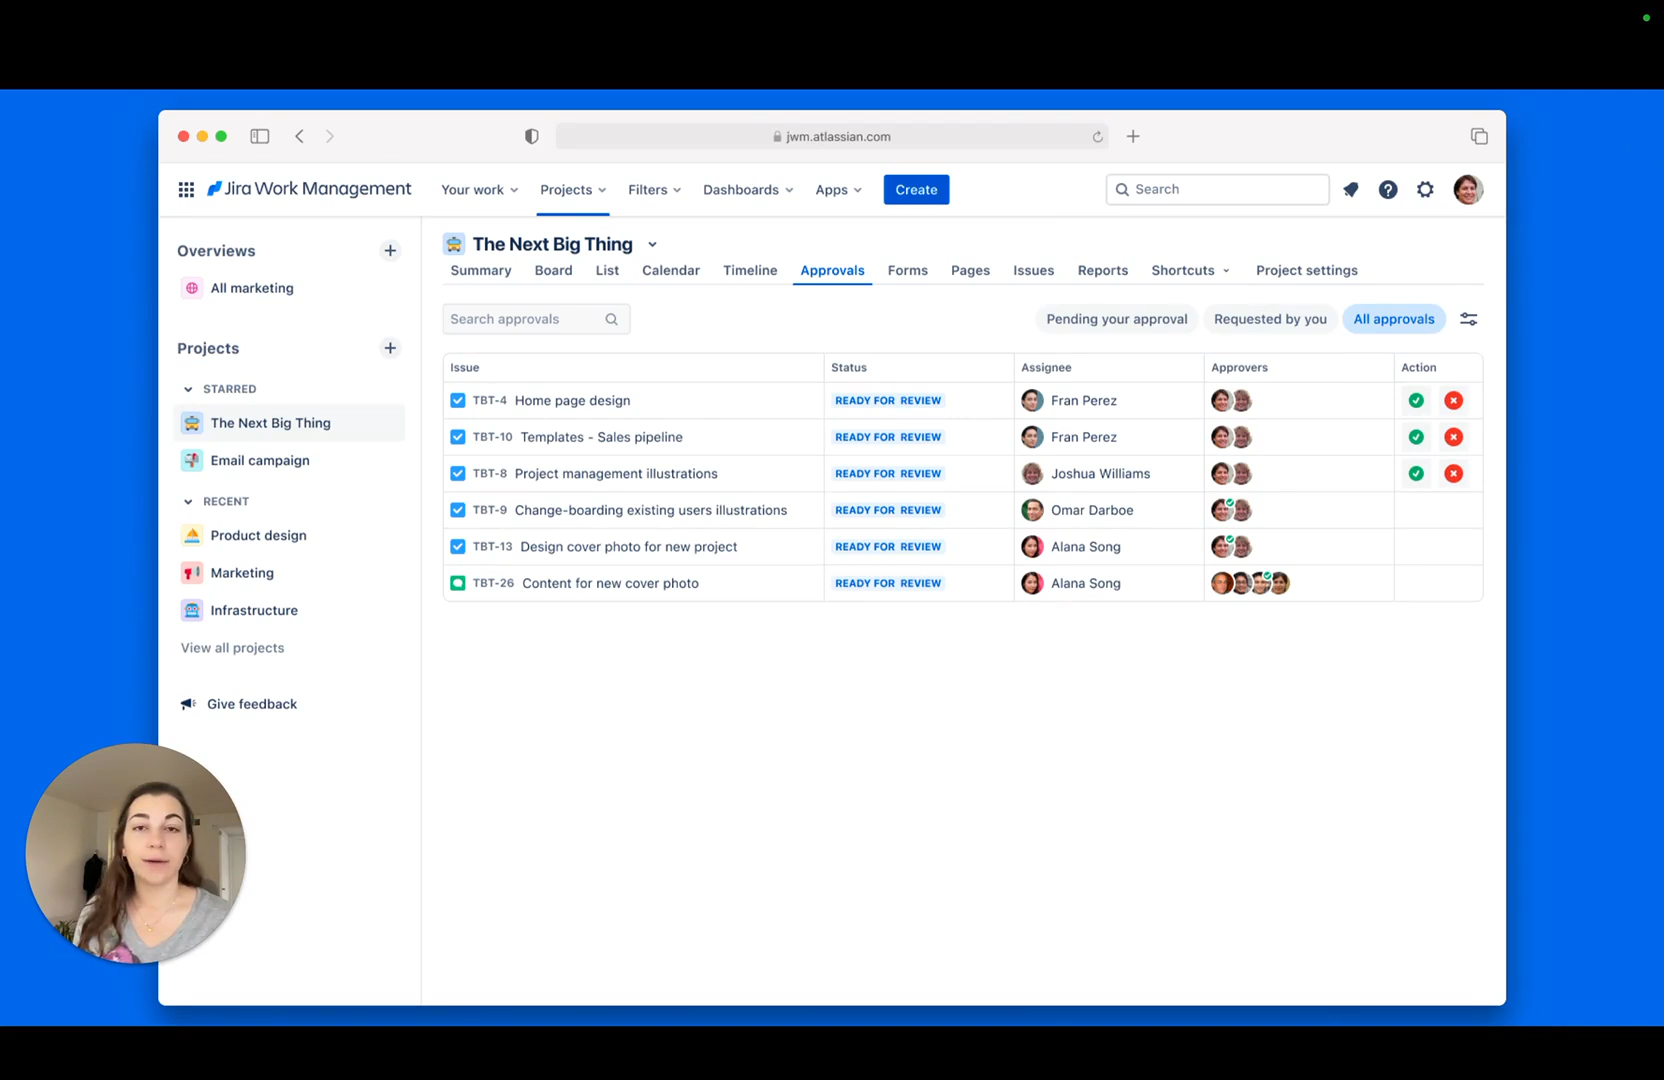 jwm.atlassian.com
Jira Work Management Your work Projects Filters Dashboards Apps Create Search
Overviews
All marketing
Projects
STARRED
The Next Big Thing
Email campaign
RECENT
Product design
Marketing
Infrastructure
View all projects
Give feedback
The Next Big Thing
Summary Board List Calendar Timeline Approvals Forms Pages Issues Reports Shortcuts Project settings
Search approvals Pending your approval Requested by you All approvals
Issue Status Assignee Approvers Action
TBT-4 Home page design READY FOR REVIEW Fran Perez
TBT-10 Templates - Sales pipeline READY FOR REVIEW Fran Perez
TBT-8 Project management illustrations READY FOR REVIEW Joshua Williams
TBT-9 Change-boarding existing users illustrations READY FOR REVIEW Omar Darboe
TBT-13 Design cover photo for new project READY FOR REVIEW Alana Song
TBT-26 Content for new cover photo READY FOR REVIEW Alana Song